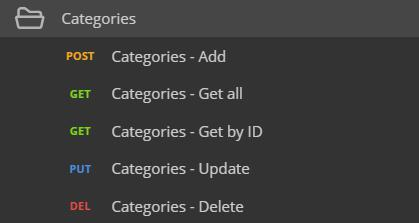 Categories
POST Categories - Add
GET Categories - Get all
GET Categories - Get by ID
PUT Categories - Update
DEL Categories - Delete